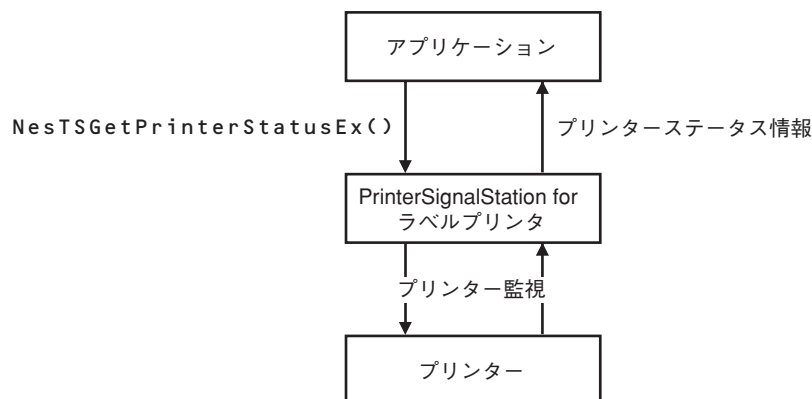 アプリケーション
NesTSGetPrinterStatusEx()
プリンターステータス情報
PrinterSignalStation for
ラベルプリンタ
プリンター監視
プリンター